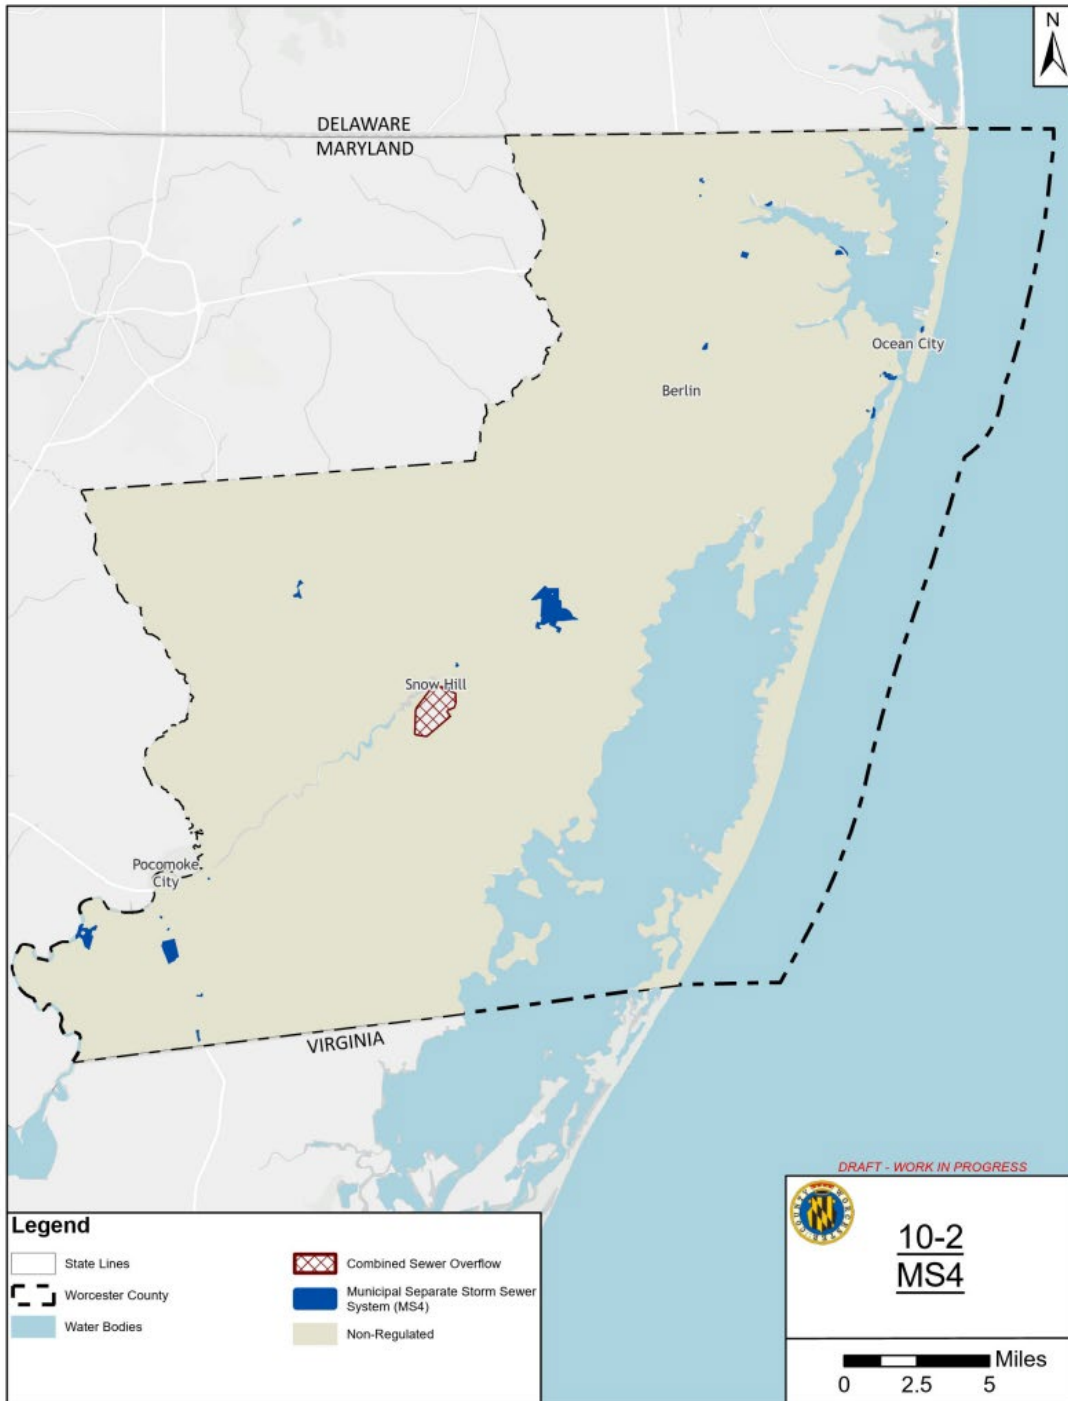 N
DELAWARE
MARYLAND
Ocean City
Berlin
Snow Hill
Pocomoke
City
VIRGINIA
DRAFT - WORK IN PROGRESS
Legend
State Lines
Worcester County
Water Bodies
Combined Sewer Overflow
Municipal Separate Storm Sewer
System (MS4)
Non-Regulated
WORCESTER COUNTY
10-2
MS4
Miles
0 2.5 5